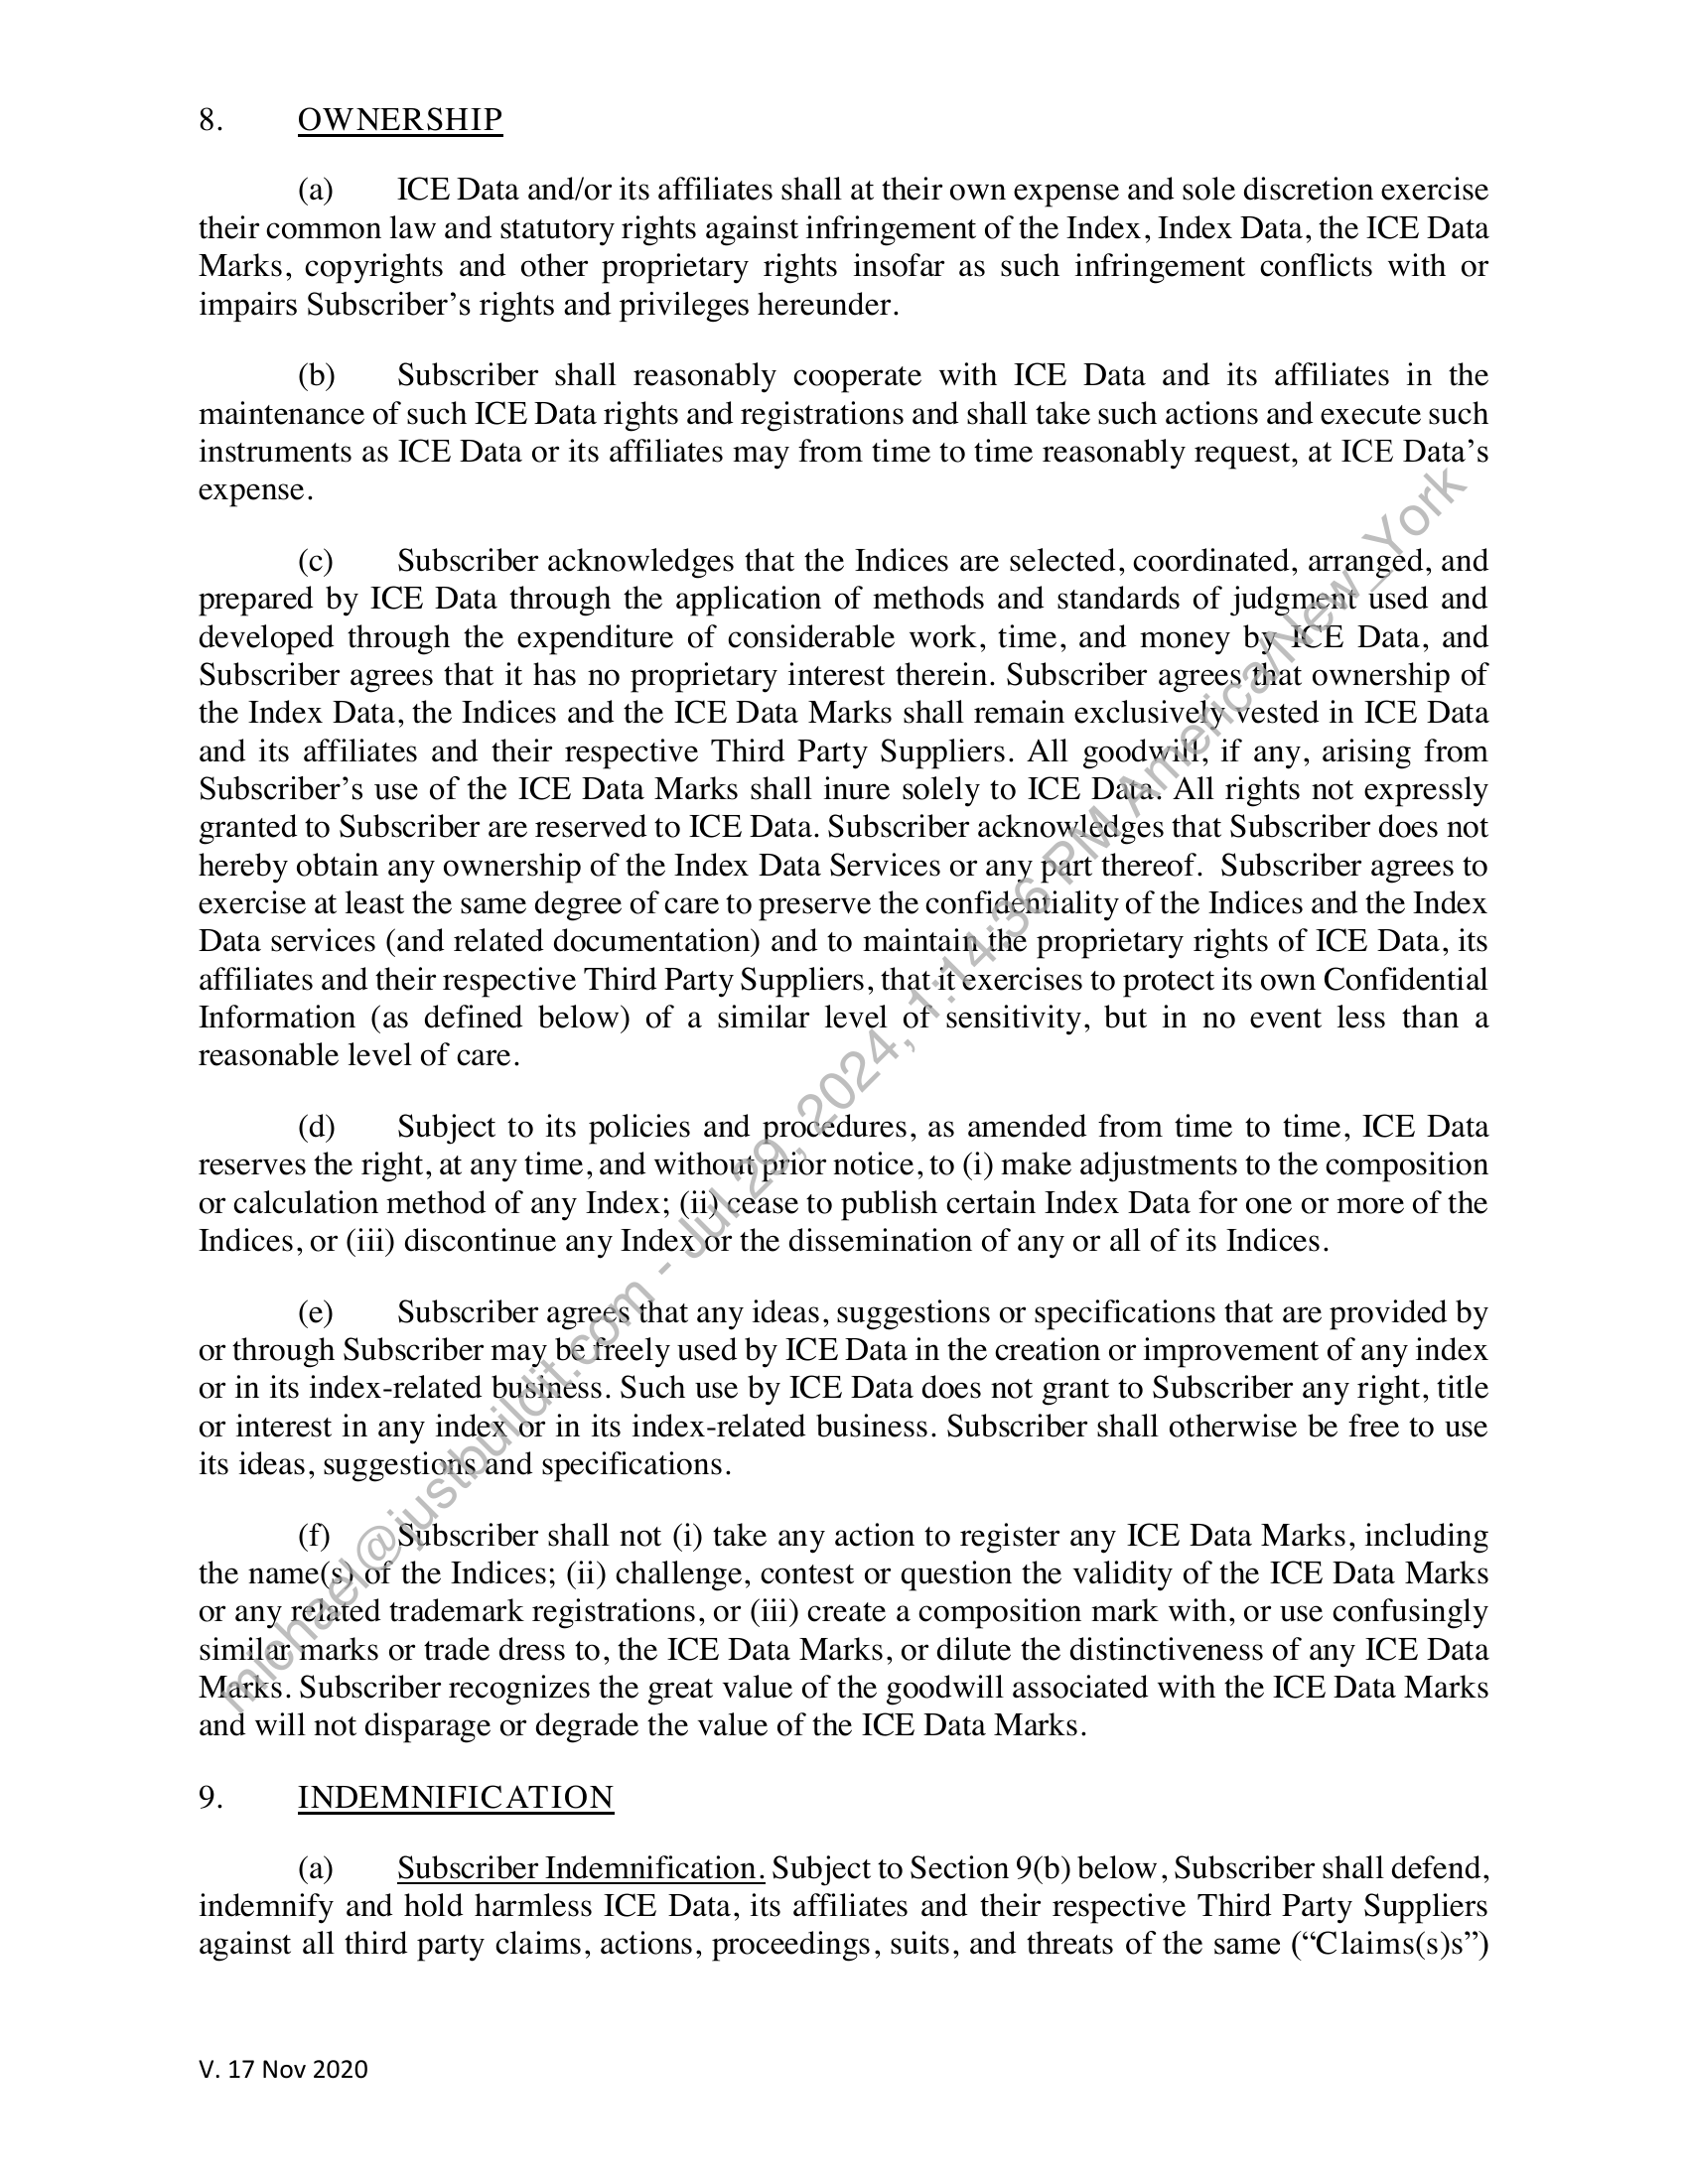 8. OWNERSHIP
(a) ICE Data and/or its affiliates shall at their own expense and sole discretion exercise
their common law and statutory rights against infringement of the Index, Index Data, the ICE Data
Marks, copyrights and other proprietary rights insofar as such infringement conflicts with or
impairs Subscriber’s rights and privileges hereunder.
(b) Subscriber shall reasonably cooperate with ICE Data and its affiliates in the
maintenance of such ICE Data rights and registrations and shall take such actions and execute such
instruments as ICE Data or its affiliates may from time to time reasonably request, at ICE Data’s
expense.
(c) Subscriber acknowledges that the Indices are selected, coordinated, arranged, and
prepared by ICE Data through the application of methods and standards of judgment used and
developed through the expenditure of considerable work, time, and money by ICE Data, and
Subscriber agrees that it has no proprietary interest therein. Subscriber agrees that ownership of
the Index Data, the Indices and the ICE Data Marks shall remain exclusively vested in ICE Data
and its affiliates and their respective Third Party Suppliers. All goodwill, if any, arising from
Subscriber’s use of the ICE Data Marks shall inure solely to ICE Data. All rights not expressly
granted to Subscriber are reserved to ICE Data. Subscriber acknowledges that Subscriber does not
hereby obtain any ownership of the Index Data Services or any part thereof. Subscriber agrees to
exercise at least the same degree of care to preserve the confidentiality of the Indices and the Index
Data services (and related documentation) and to maintain the proprietary rights of ICE Data, its
affiliates and their respective Third Party Suppliers, that it exercises to protect its own Confidential
Information (as defined below) of a similar level of sensitivity, but in no event less than a
reasonable level of care.
(d) Subject to its policies and procedures, as amended from time to time, ICE Data
reserves the right, at any time, and without prior notice, to (i) make adjustments to the composition
or calculation method of any Index; (ii) cease to publish certain Index Data for one or more of the
Indices, or (iii) discontinue any Index or the dissemination of any or all of its Indices.
(e) Subscriber agrees that any ideas, suggestions or specifications that are provided by
or through Subscriber may be freely used by ICE Data in the creation or improvement of any index
or in its index-related business. Such use by ICE Data does not grant to Subscriber any right, title
or interest in any index or in its index-related business. Subscriber shall otherwise be free to use
its ideas, suggestions and specifications.
(f) Subscriber shall not (i) take any action to register any ICE Data Marks, including
the name(s) of the Indices; (ii) challenge, contest or question the validity of the ICE Data Marks
or any related trademark registrations, or (iii) create a composition mark with, or use confusingly
similar marks or trade dress to, the ICE Data Marks, or dilute the distinctiveness of any ICE Data
Marks. Subscriber recognizes the great value of the goodwill associated with the ICE Data Marks
and will not disparage or degrade the value of the ICE Data Marks.
9. INDEMNIFICATION
(a) Subscriber Indemnification. Subject to Section 9(b) below, Subscriber shall defend,
indemnify and hold harmless ICE Data, its affiliates and their respective Third Party Suppliers
against all third party claims, actions, proceedings, suits, and threats of the same (“Claims(s)s”)
V. 17 Nov 2020
michael@justbuildit.com - Jul 29, 2024, 1:14:36 PM America/New_York